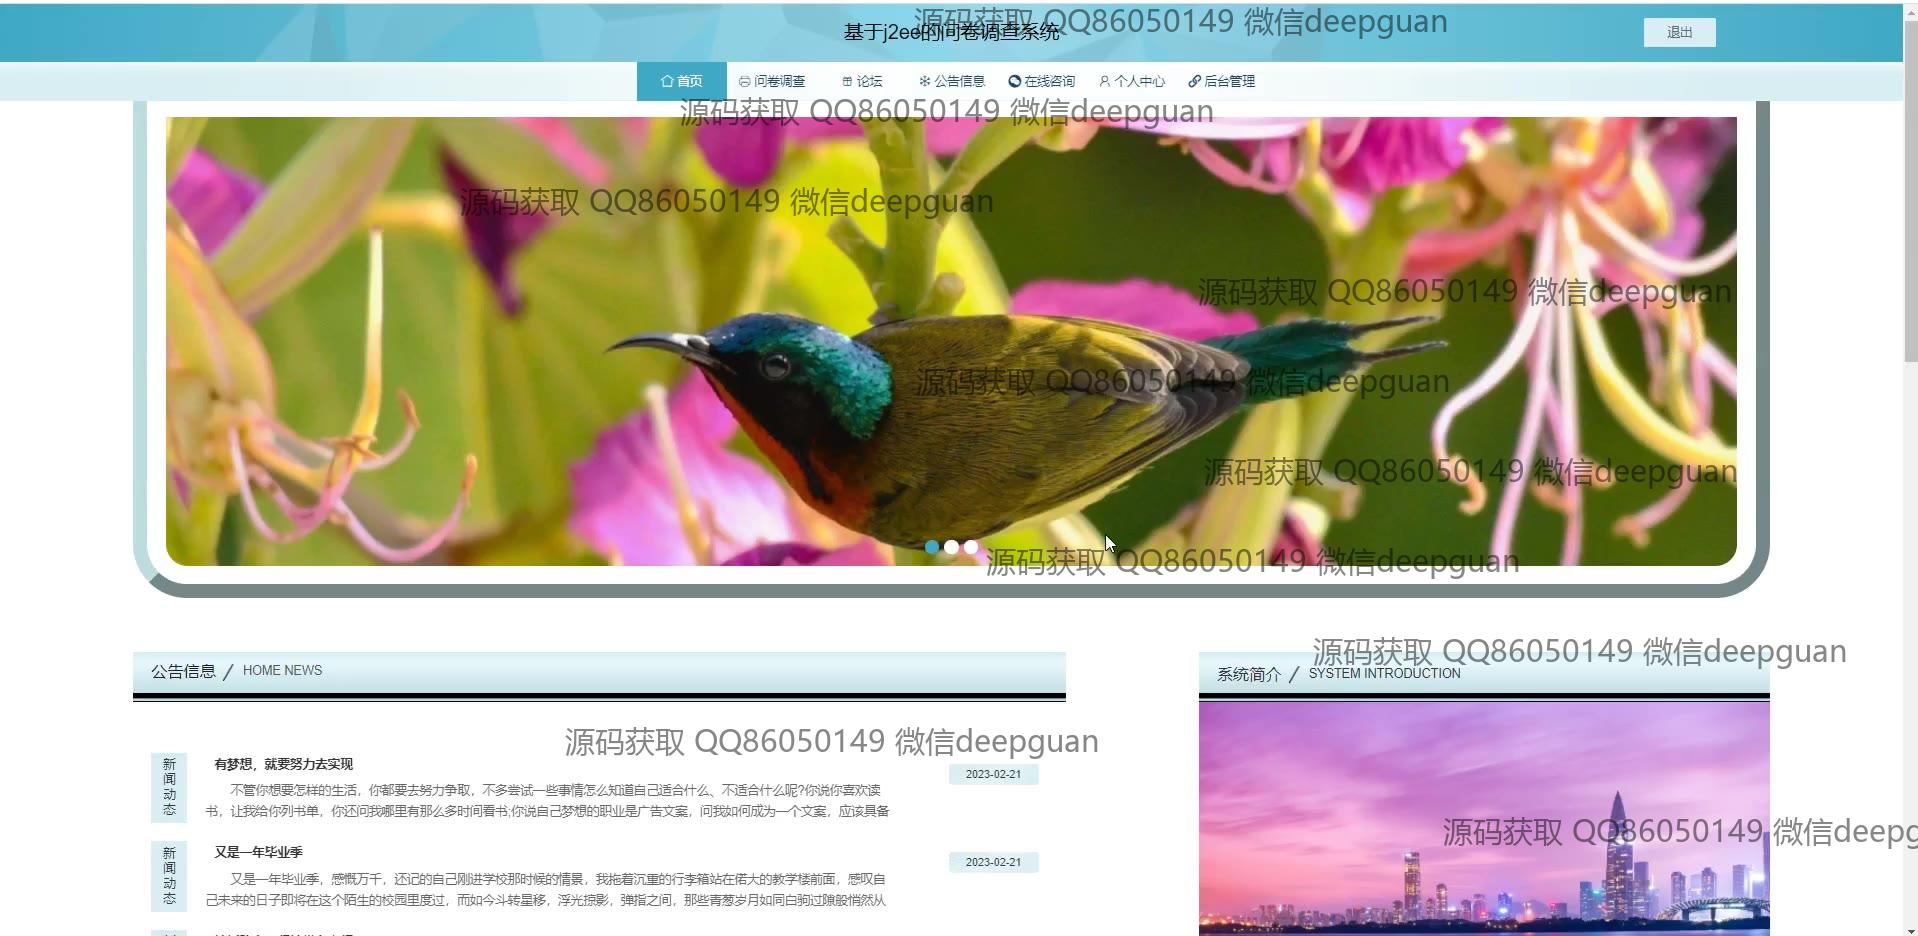 基于j2ee的问卷调查系统
源码获取 QQ86050149 微信deepguan
退出
首页 问卷调查 论坛 公告信息 在线咨询 个人中心 后台管理
源码获取 QQ86050149 微信deepguan
源码获取 QQ86050149 微信deepguan
源码获取 QQ86050149 微信deepguan
源码获取 QQ86050149 微信deepguan
源码获取 QQ86050149 微信deepguan
源码获取 QQ86050149 微信deepguan
源码获取 QQ86050149 微信deepguan
公告信息 / HOME NEWS
系统简介 / SYSTEM INTRODUCTION
源码获取 QQ86050149 微信deepguan
新闻动态
有梦想，就要努力去实现
2023-02-21
不管你想要怎样的生活，你都要去努力争取，不多尝试一些事情怎么知道自己适合什么、不适合什么呢?你说你喜欢读
书，让我给你列书单，你还问我哪里有那么多时间看书;你说自己梦想的职业是广告文案，问我如何成为一个文案，应该具备
源码获取 QQ86050149 微信deepg
新闻动态
又是一年毕业季
2023-02-21
又是一年毕业季，感慨万千，还记的自己刚进学校那时候的情景，我拖着沉重的行李箱站在偌大的教学楼前面，感叹自
己未来的日子即将在这个陌生的校园里度过，而如今斗转星移，浮光掠影，弹指之间，那些青葱岁月如同白驹过隙般悄然从